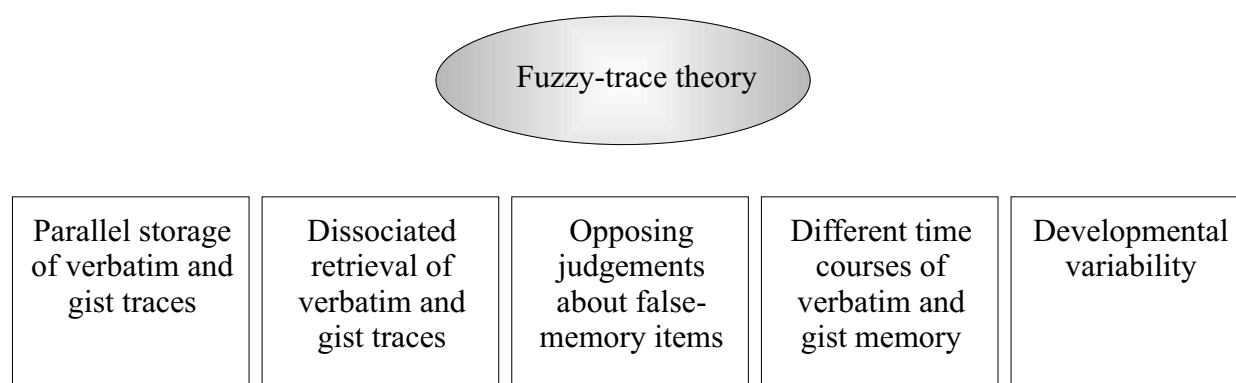 Fuzzy-trace theory
Parallel storage
of verbatim and
gist traces
Dissociated
retrieval of
verbatim and
gist traces
Opposing
judgements
about false-
memory items
Different time
courses of
verbatim and
gist memory
Developmental
variability